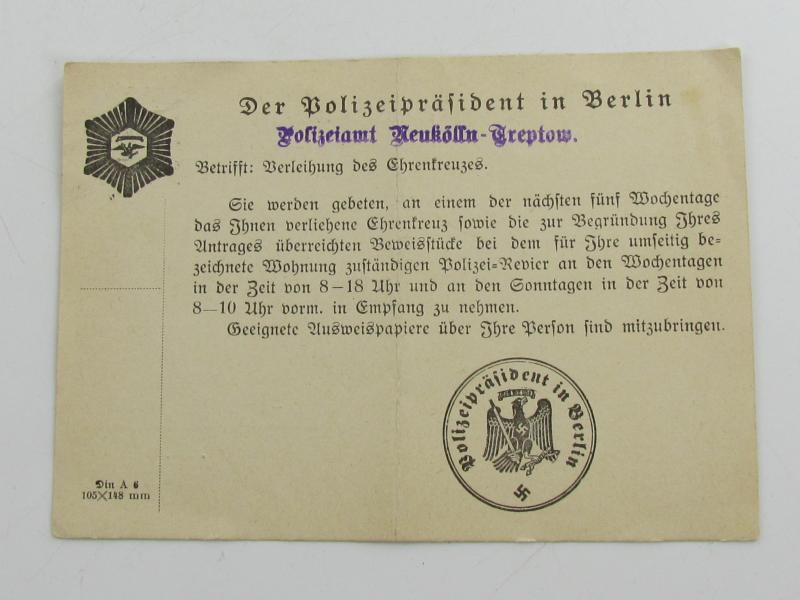 Der Polizeipräsident in Berlin
Polizeiamt Neukölln-Treptow.
Betrifft: Verleihung des Ehrenkreuzes.
Sie werden gebeten, an einem der nächsten fünf Wochentage
das Ihnen verliehene Ehrenkreuz sowie die zur Begründung Ihres
Antrages überreichten Beweisstücke bei dem für Ihre umseitig be-
zeichnete Wohnung zuständigen Polizei-Revier an den Wochentagen
in der Zeit von 8–18 Uhr und an den Sonntagen in der Zeit von
8—10 Uhr vorm. in Empfang zu nehmen.
Geeignete Ausweispapiere über Ihre Person sind mitzubringen.
Polizeipräsident in Berlin
Din A 6
105×148 mm